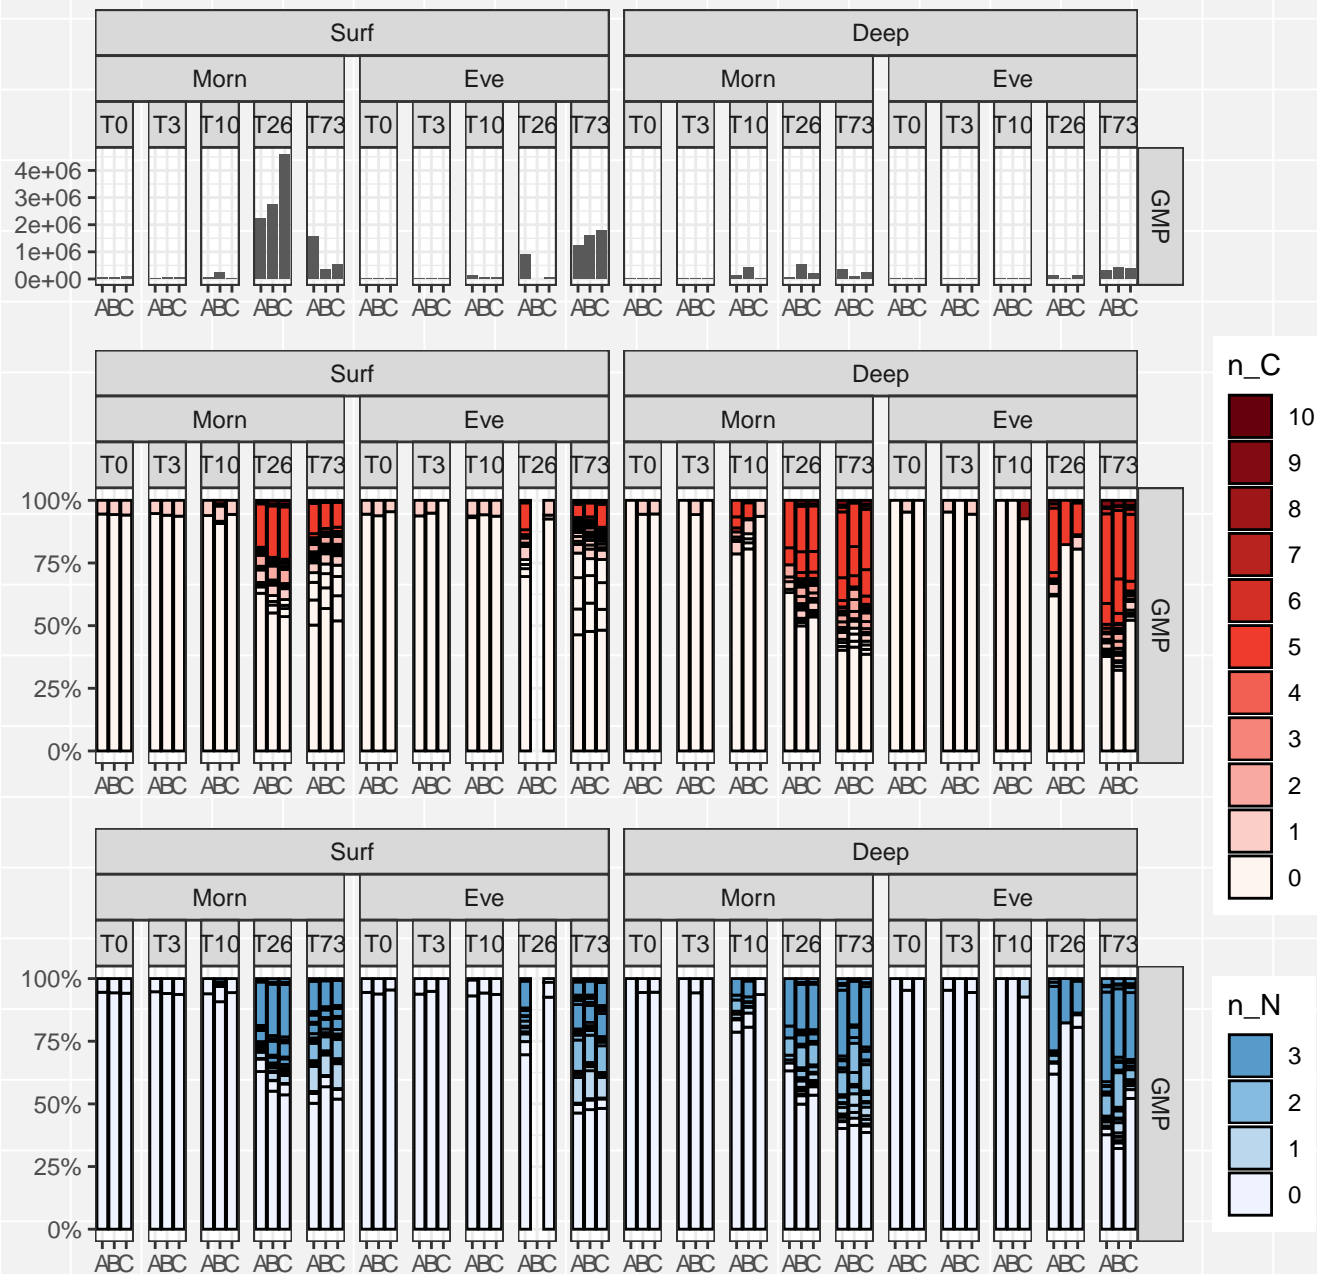 Surf Deep
Morn Eve Morn Eve
T0 T3 T10 T26 T73 T0 T3 T10 T26 T73 T0 T3 T10 T26 T73 T0 T3 T10 T26 T73
4e+06
3e+06
2e+06
1e+06
0e+00
GMP
ABC ABC ABC ABC ABC ABC ABC ABC ABC ABC ABC ABC ABC ABC ABC ABC ABC ABC ABC ABC
Surf Deep
Morn Eve Morn Eve
T0 T3 T10 T26 T73 T0 T3 T10 T26 T73 T0 T3 T10 T26 T73 T0 T3 T10 T26 T73
100%
75%
50%
25%
0%
GMP
ABC ABC ABC ABC ABC ABC ABC ABC ABC ABC ABC ABC ABC ABC ABC ABC ABC ABC ABC ABC
Surf Deep
Morn Eve Morn Eve
T0 T3 T10 T26 T73 T0 T3 T10 T26 T73 T0 T3 T10 T26 T73 T0 T3 T10 T26 T73
100%
75%
50%
25%
0%
GMP
ABC ABC ABC ABC ABC ABC ABC ABC ABC ABC ABC ABC ABC ABC ABC ABC ABC ABC ABC ABC
n_C
10
9
8
7
6
5
4
3
2
1
0
n_N
3
2
1
0